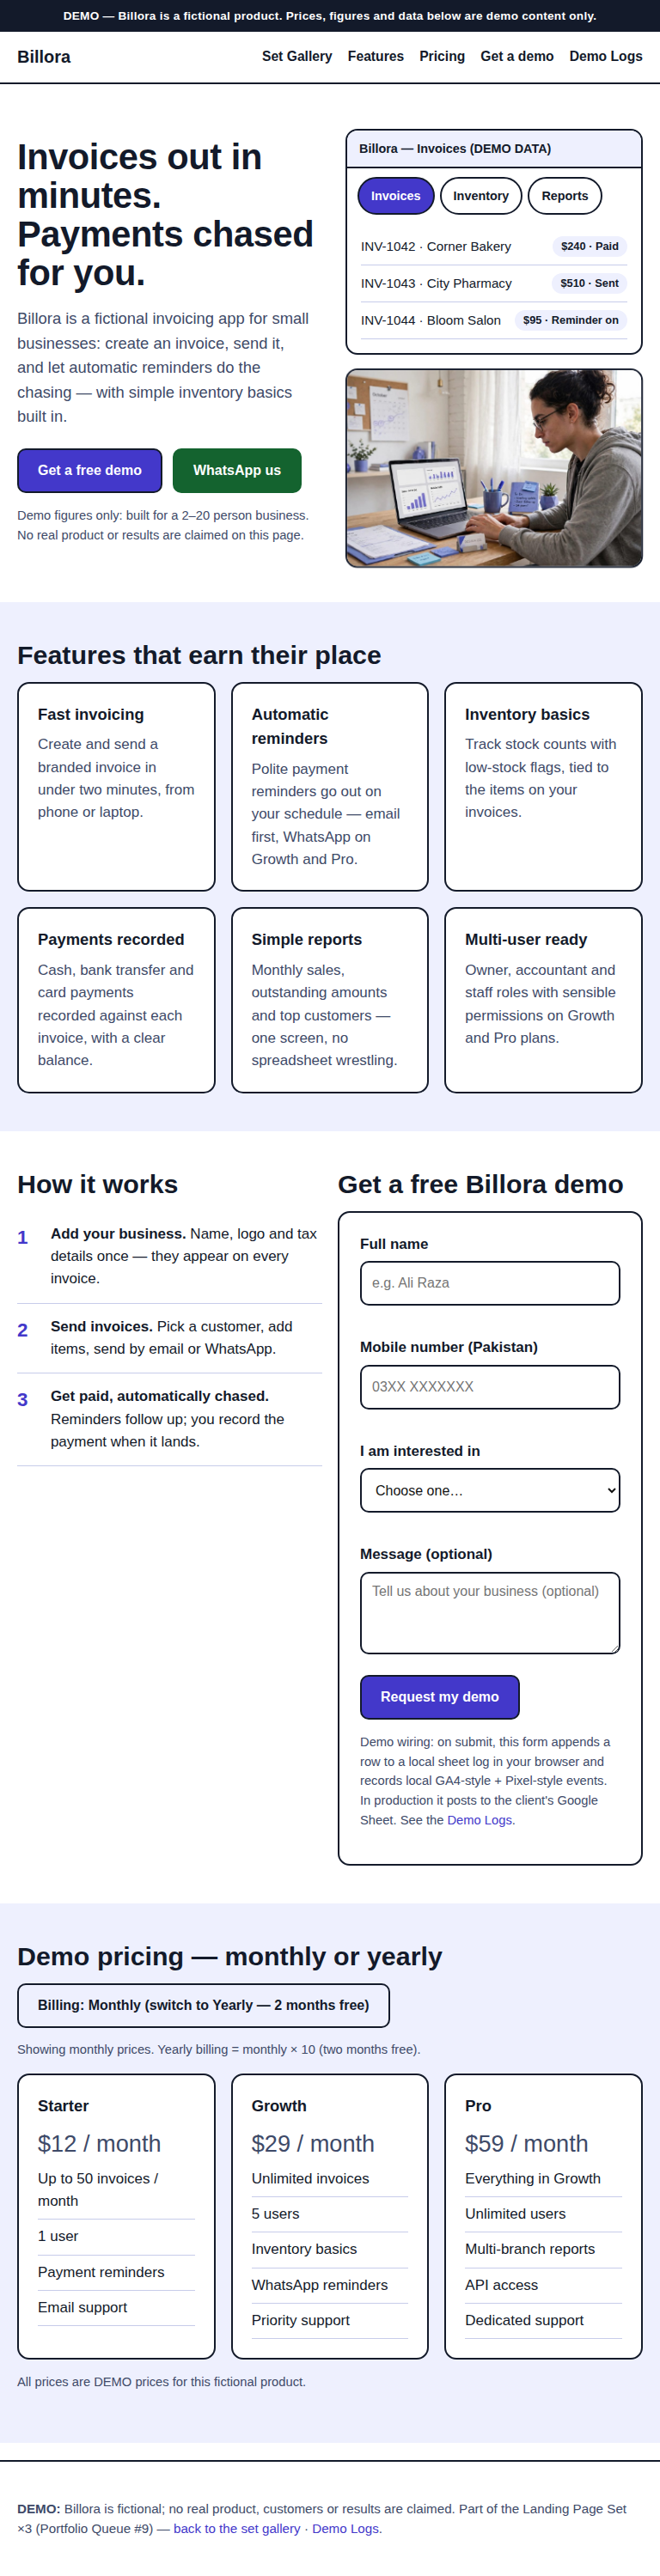 DEMO — Billora is a fictional product. Prices, figures and data below are demo content only.
Billora
Set Gallery Features Pricing Get a demo Demo Logs
Invoices out in
minutes.
Payments chased
for you.
Billora is a fictional invoicing app for small
businesses: create an invoice, send it,
and let automatic reminders do the
chasing — with simple inventory basics
built in.
Get a free demo WhatsApp us
Demo figures only: built for a 2–20 person business.
No real product or results are claimed on this page.
Billora — Invoices (DEMO DATA)
Invoices Inventory Reports
INV-1042 · Corner Bakery $240 · Paid
INV-1043 · City Pharmacy $510 · Sent
INV-1044 · Bloom Salon $95 · Reminder on
Features that earn their place
Fast invoicing
Create and send a
branded invoice in
under two minutes, from
phone or laptop.
Automatic
reminders
Polite payment
reminders go out on
your schedule — email
first, WhatsApp on
Growth and Pro.
Inventory basics
Track stock counts with
low-stock flags, tied to
the items on your
invoices.
Payments recorded
Cash, bank transfer and
card payments
recorded against each
invoice, with a clear
balance.
Simple reports
Monthly sales,
outstanding amounts
and top customers —
one screen, no
spreadsheet wrestling.
Multi-user ready
Owner, accountant and
staff roles with sensible
permissions on Growth
and Pro plans.
How it works
1 Add your business. Name, logo and tax
details once — they appear on every
invoice.
2 Send invoices. Pick a customer, add
items, send by email or WhatsApp.
3 Get paid, automatically chased.
Reminders follow up; you record the
payment when it lands.
Get a free Billora demo
Full name
e.g. Ali Raza
Mobile number (Pakistan)
03XX XXXXXXX
I am interested in
Choose one…
Message (optional)
Tell us about your business (optional)
Request my demo
Demo wiring: on submit, this form appends a
row to a local sheet log in your browser and
records local GA4-style + Pixel-style events.
In production it posts to the client's Google
Sheet. See the Demo Logs.
Demo pricing — monthly or yearly
Billing: Monthly (switch to Yearly — 2 months free)
Showing monthly prices. Yearly billing = monthly × 10 (two months free).
Starter
$12 / month
Up to 50 invoices /
month
1 user
Payment reminders
Email support
Growth
$29 / month
Unlimited invoices
5 users
Inventory basics
WhatsApp reminders
Priority support
Pro
$59 / month
Everything in Growth
Unlimited users
Multi-branch reports
API access
Dedicated support
All prices are DEMO prices for this fictional product.
DEMO: Billora is fictional; no real product, customers or results are claimed. Part of the Landing Page Set
×3 (Portfolio Queue #9) — back to the set gallery · Demo Logs.